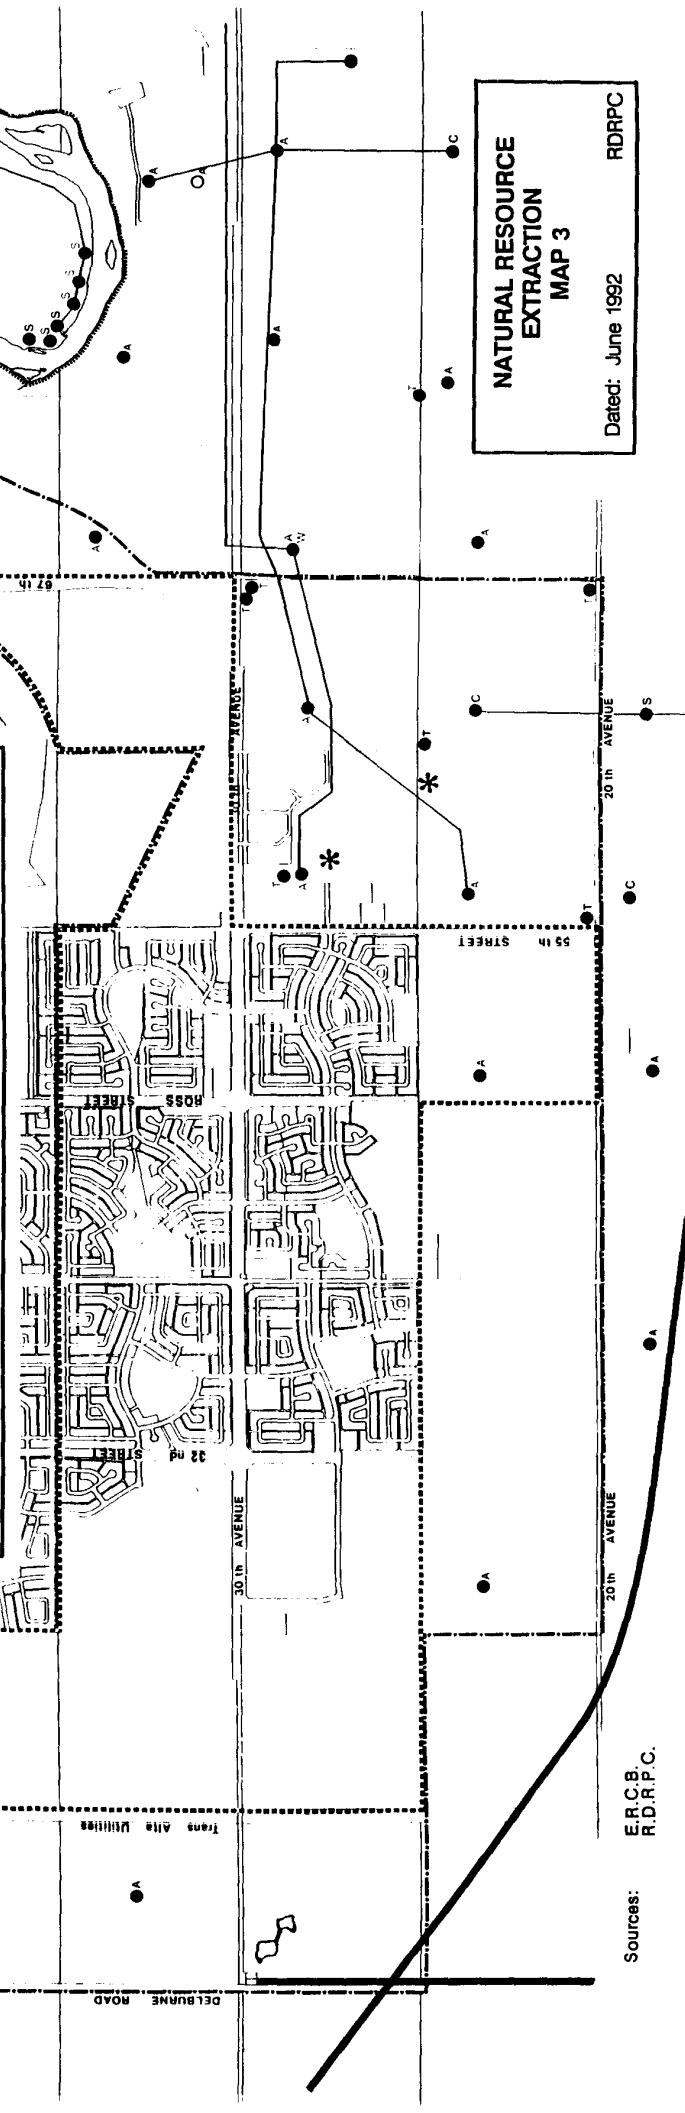 NATURAL RESOURCE
EXTRACTION
MAP 3
Dated: June 1992 RDRPC
67 th
AVENUE
20 th AVENUE
55 th STREET
ROSS STREET
32 nd STREET
30 th AVENUE
20 th AVENUE
Trans Alta Utilities
DELBURNE ROAD
Sources: E.R.C.B.
R.D.R.P.C.
S
S
S
S
S
S
A
A
A
A
C
A
T
A
A
A
A
W
T
T
T
A
C
S
T
T
A
A
T
C
A
A
A
A
A